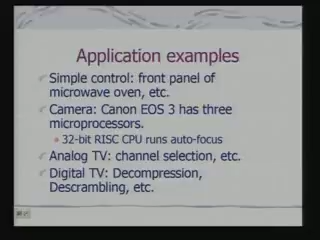 Application examples
Simple control: front panel of
microwave oven, etc.
Camera: Canon EOS 3 has three
microprocessors.
32-bit RISC CPU runs auto-focus
Analog TV: channel selection, etc.
Digital TV: Decompression,
Descrambling, etc.